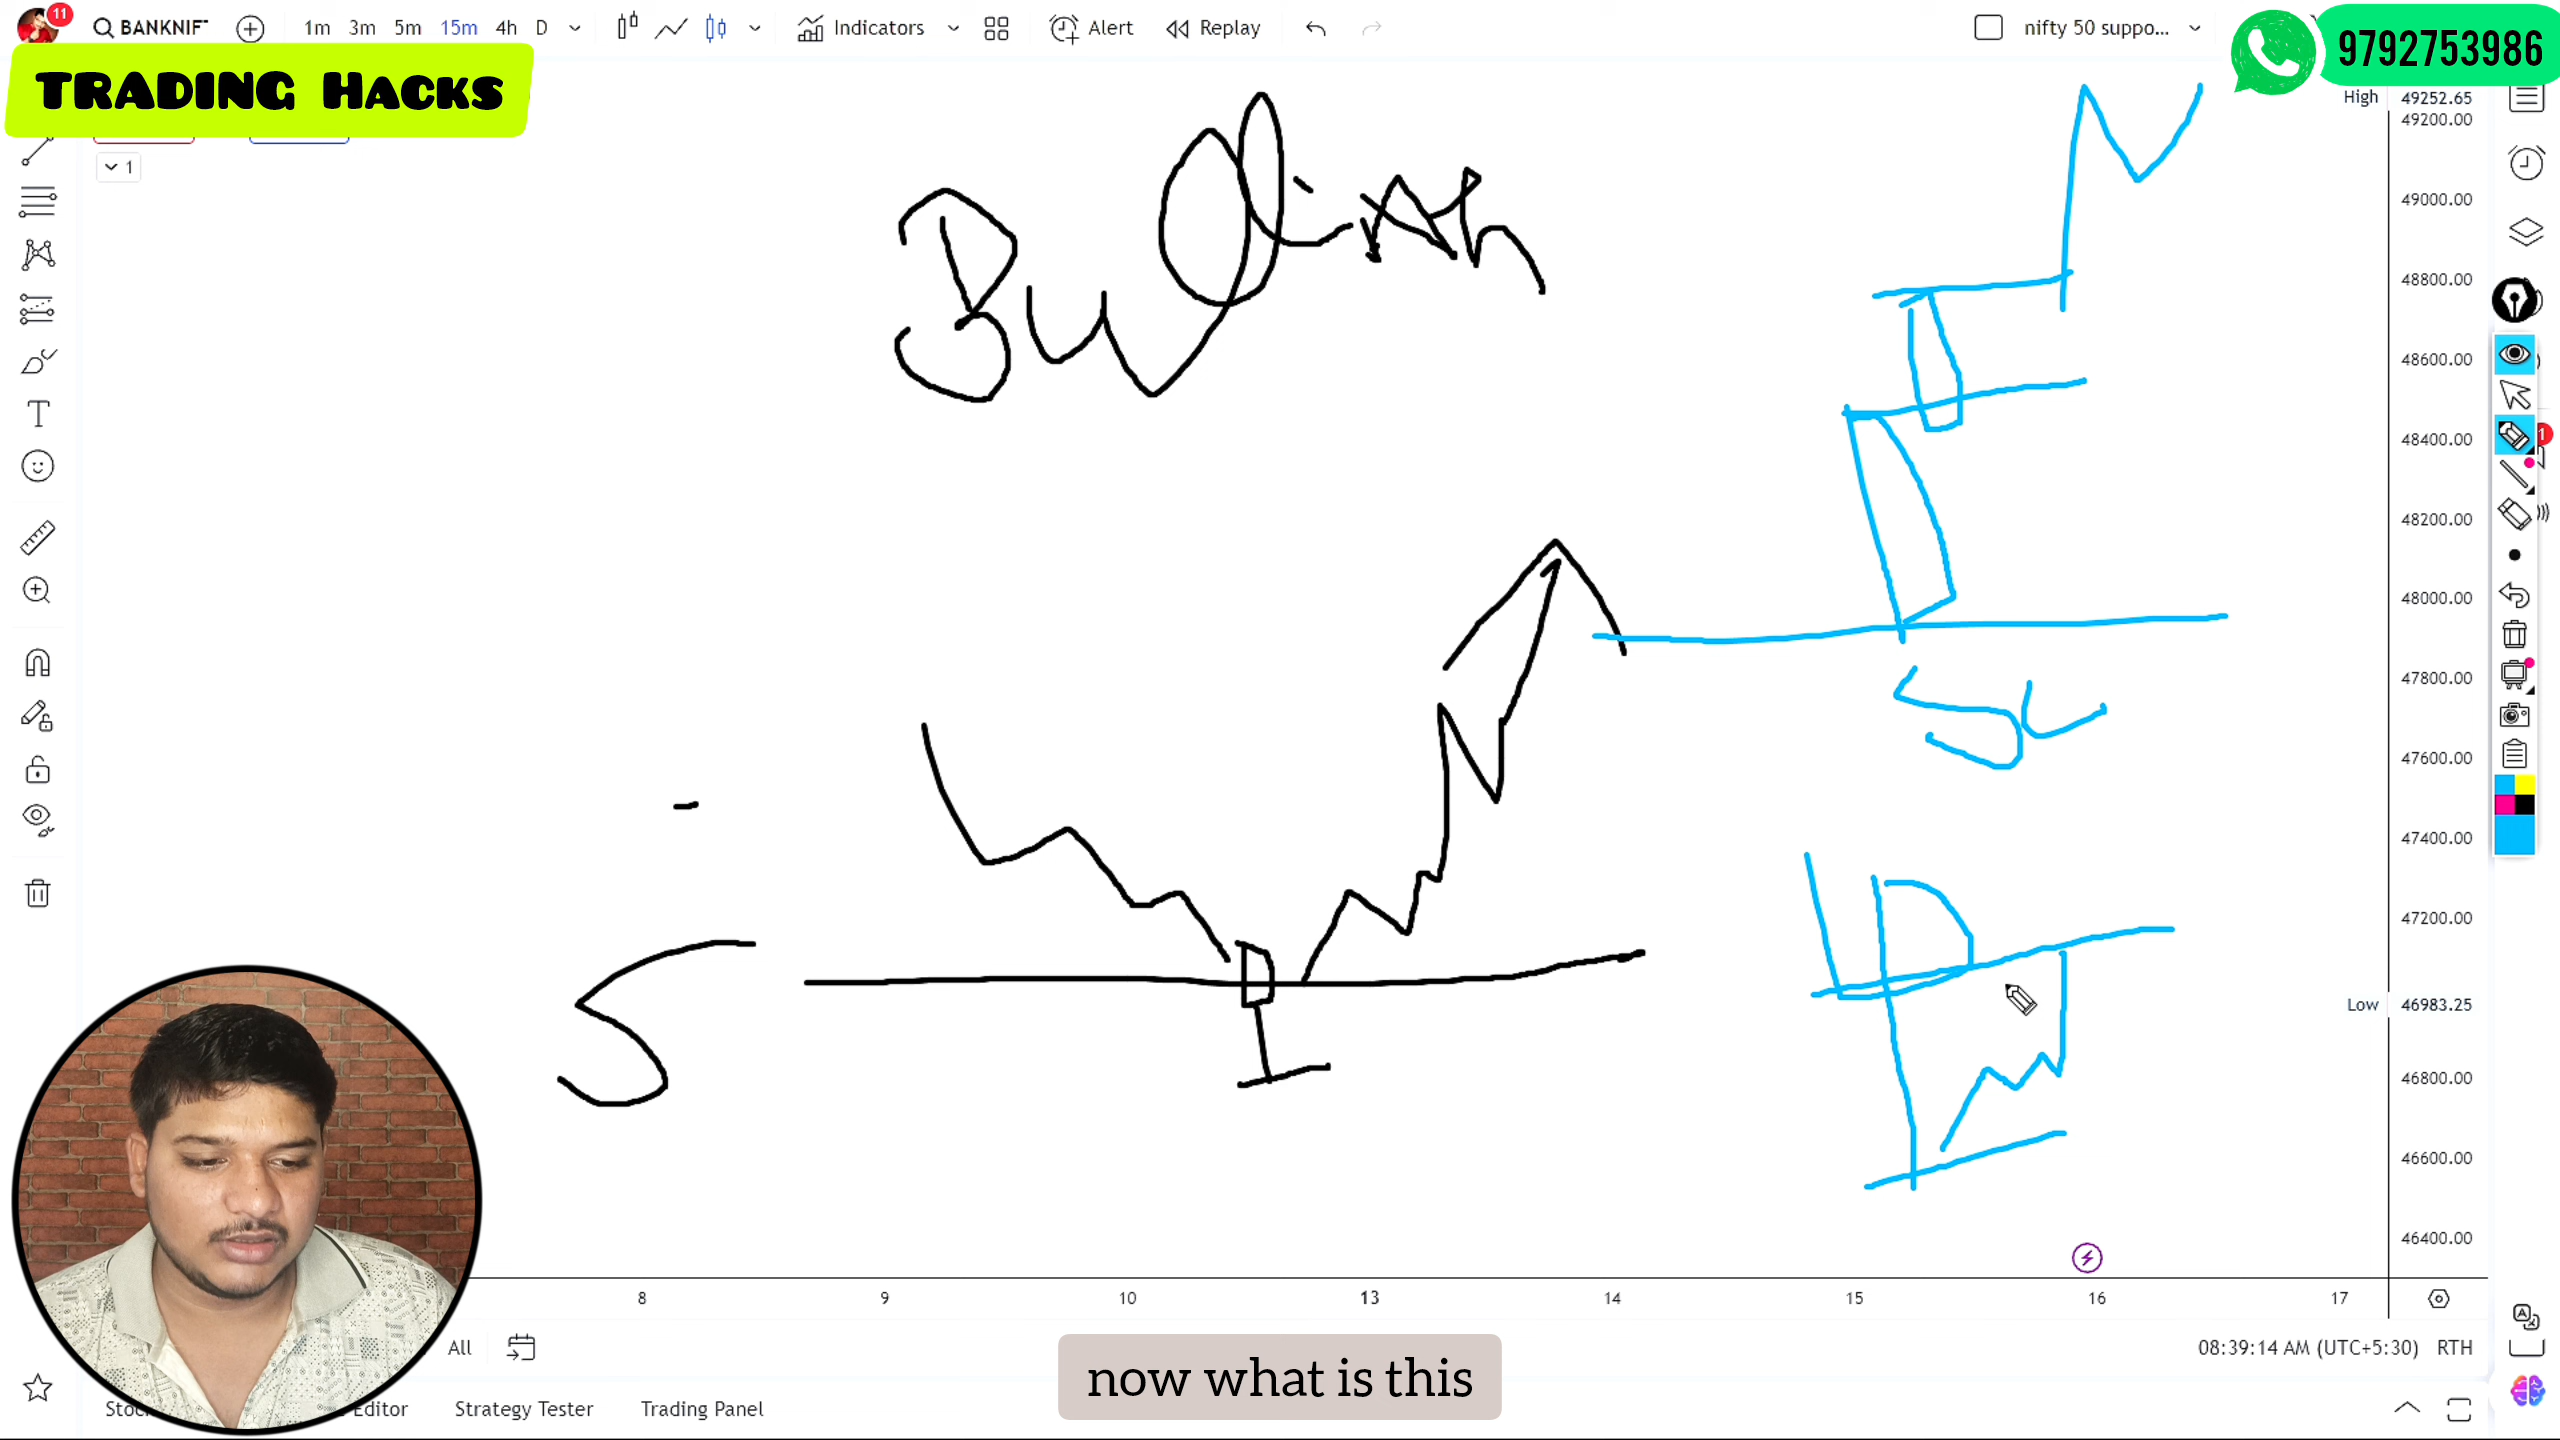 11
BANKNIF
1m 3m 5m 15m 4h D
Indicators
Alert
Replay
nifty 50 suppo...
9792753986
TRADING HACKS
1
Bullish
High 49252.65
49200.00
49000.00
48800.00
48600.00
48400.00
1
48200.00
48000.00
47800.00
47600.00
47400.00
47200.00
Low 46983.25
46800.00
46600.00
46400.00
S
8 9 10 13 14 15 16 17
All
08:39:14 AM (UTC+5:30) RTH
now what is this
Editor
Strategy Tester
Trading Panel